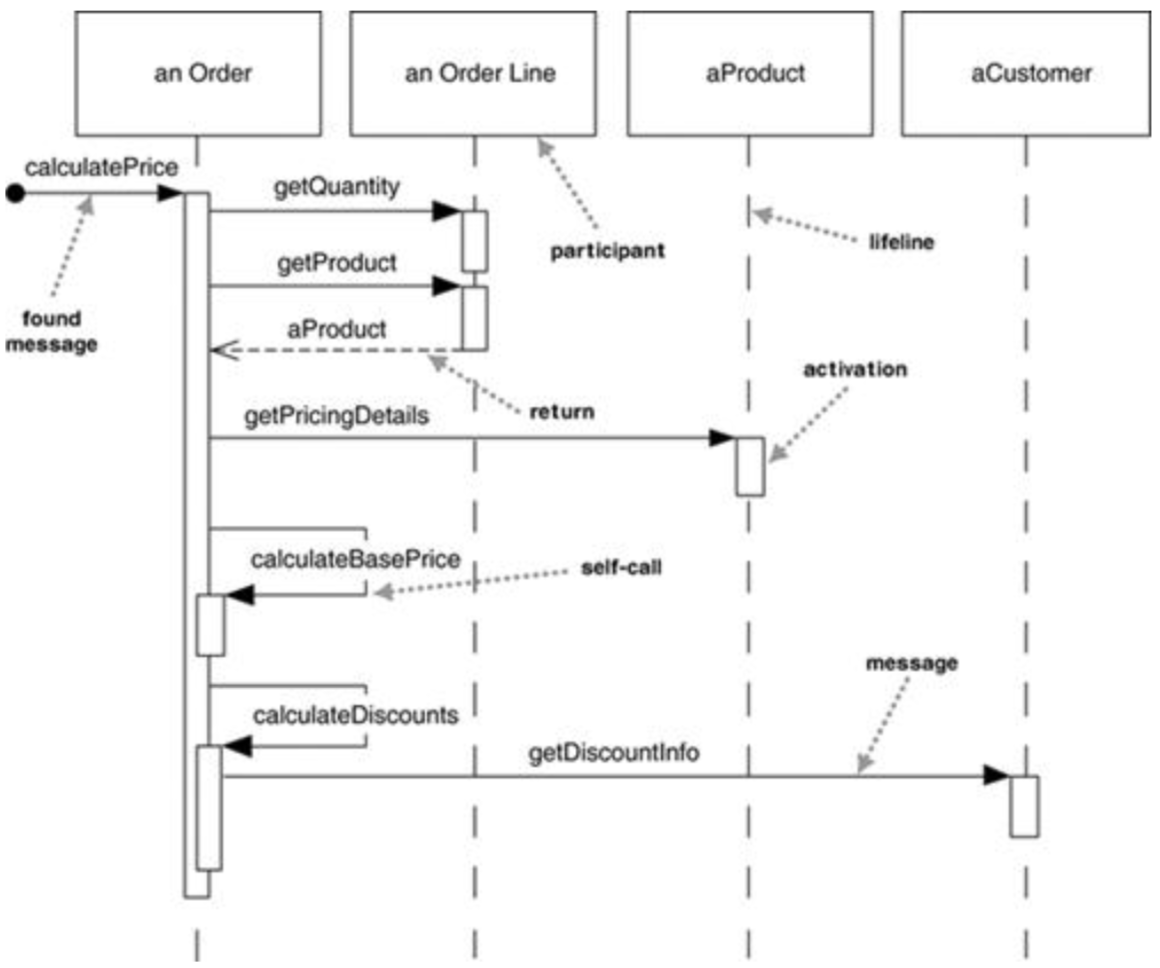 an Order
an Order Line
aProduct
aCustomer
calculatePrice
getQuantity
participant
lifeline
getProduct
found
message
aProduct
activation
return
getPricingDetails
calculateBasePrice
self-call
message
calculateDiscounts
getDiscountInfo